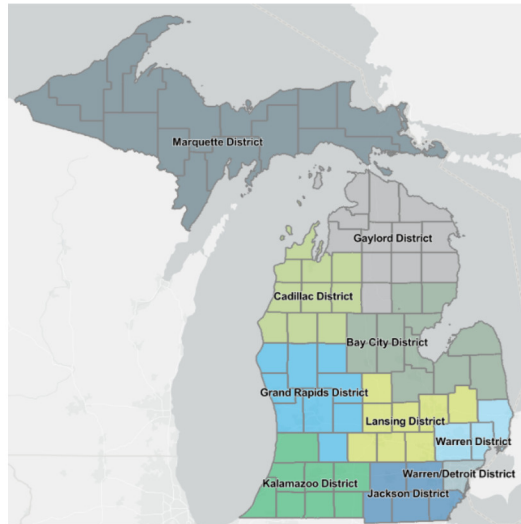 Marquette District
Gaylord District
Cadillac District
Bay City District
Grand Rapids District
Lansing District
Warren District
Warren/Detroit District
Kalamazoo District
Jackson District